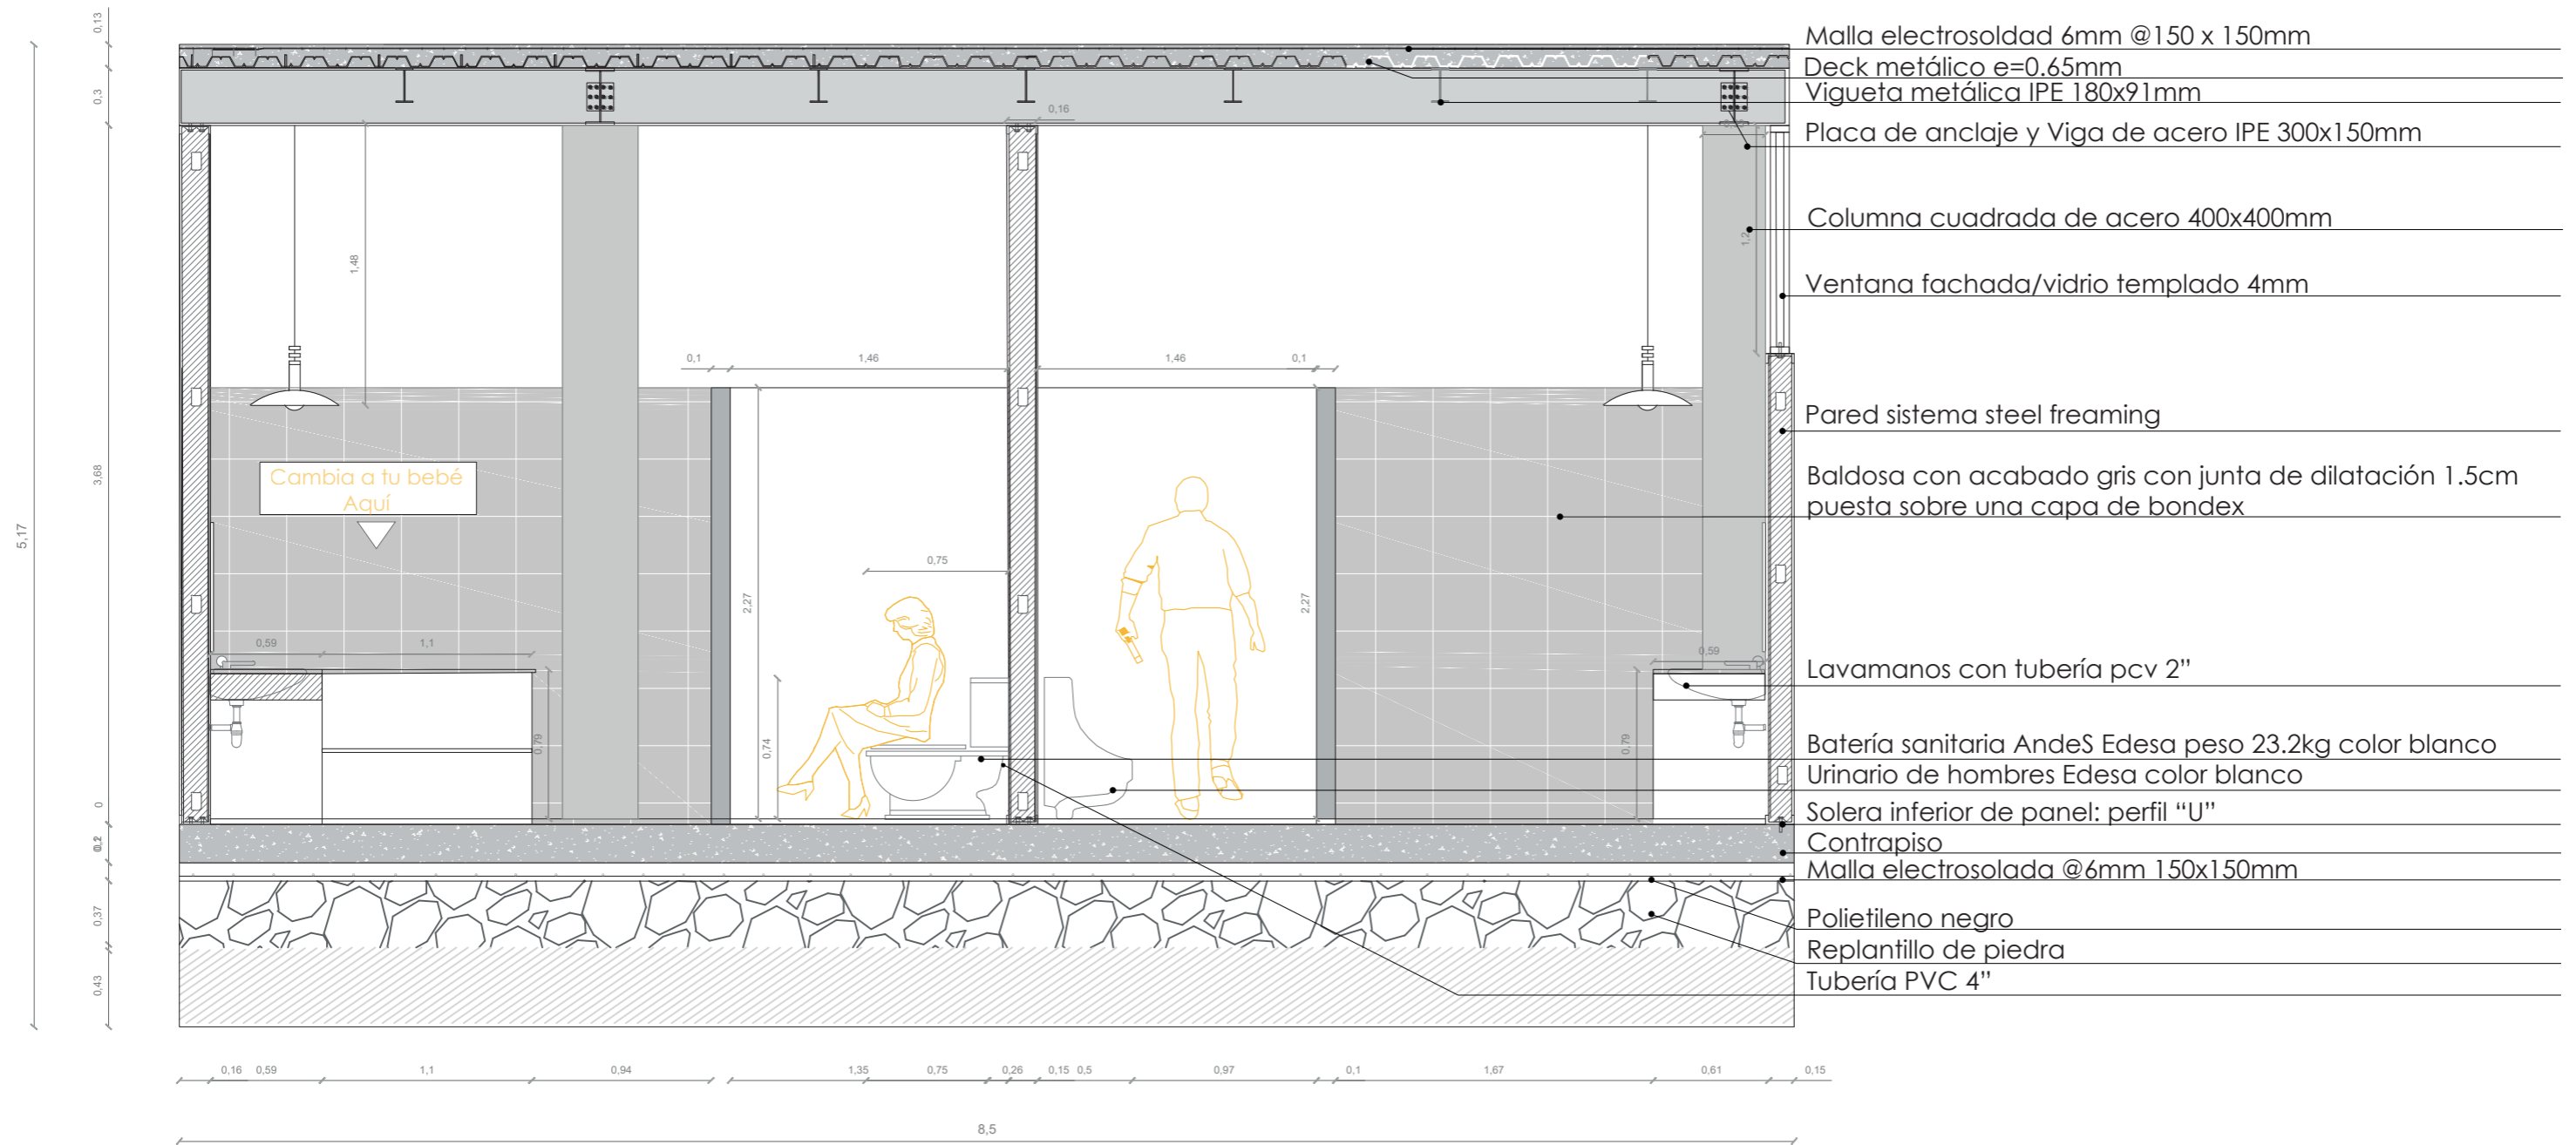 Malla electrosoldad 6mm @150 x 150mm
Deck metálico e=0.65mm
Vigueta metálica IPE 180x91mm
Placa de anclaje y Viga de acero IPE 300x150mm
Columna cuadrada de acero 400x400mm
Ventana fachada/vidrio templado 4mm
Pared sistema steel freaming
Baldosa con acabado gris con junta de dilatación 1.5cm
puesta sobre una capa de bondex
Lavamanos con tubería pcv 2”
Batería sanitaria AndeS Edesa peso 23.2kg color blanco
Urinario de hombres Edesa color blanco
Solera inferior de panel: perfil “U”
Contrapiso
Malla electrosolada @6mm 150x150mm
Polietileno negro
Replantillo de piedra
Tubería PVC 4”
Cambia a tu bebé
Aquí
0,13
0,3
3,68
0
0,37
0,43
5,17
0,16
1,48
1,2
0,1
1,46
1,46
0,1
0,75
2,27
2,27
0,59
1,1
0,59
0,79
0,74
0,79
0,16 0,59 1,1 0,94 1,35 0,75 0,26 0,15 0,5 0,97 0,1 1,67 0,61 0,15
8,5